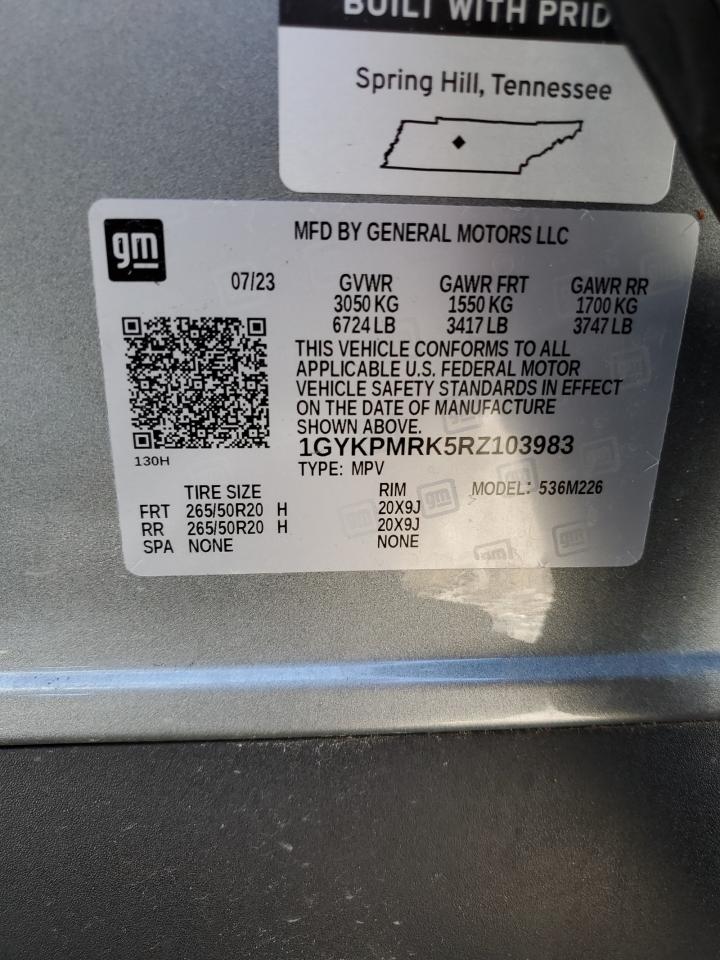 BUILT WITH PRID
Spring Hill, Tennessee
gm
MFD BY GENERAL MOTORS LLC
07/23 GVWR GAWR FRT GAWR RR
3050 KG 1550 KG 1700 KG
6724 LB 3417 LB 3747 LB
THIS VEHICLE CONFORMS TO ALL
APPLICABLE U.S. FEDERAL MOTOR
VEHICLE SAFETY STANDARDS IN EFFECT
ON THE DATE OF MANUFACTURE
SHOWN ABOVE.
1GYKPMRK5RZ103983
130H
TYPE: MPV
TIRE SIZE RIM MODEL: 536M226
FRT 265/50R20 H 20X9J
RR 265/50R20 H 20X9J
SPA NONE NONE